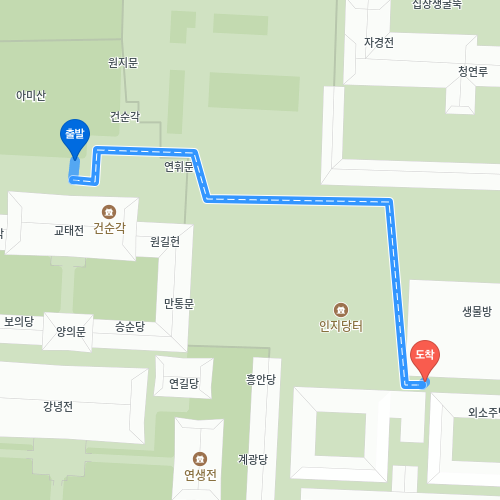 십장생굴뚝
자경전
청연루
원지문
아미산
건순각
출발
연휘문
교태전
건순각
원길헌
만통문
인지당터
생물방
보의당
양의문
승순당
도착
연길당
흥안당
강녕전
외소주방
계광당
연생전